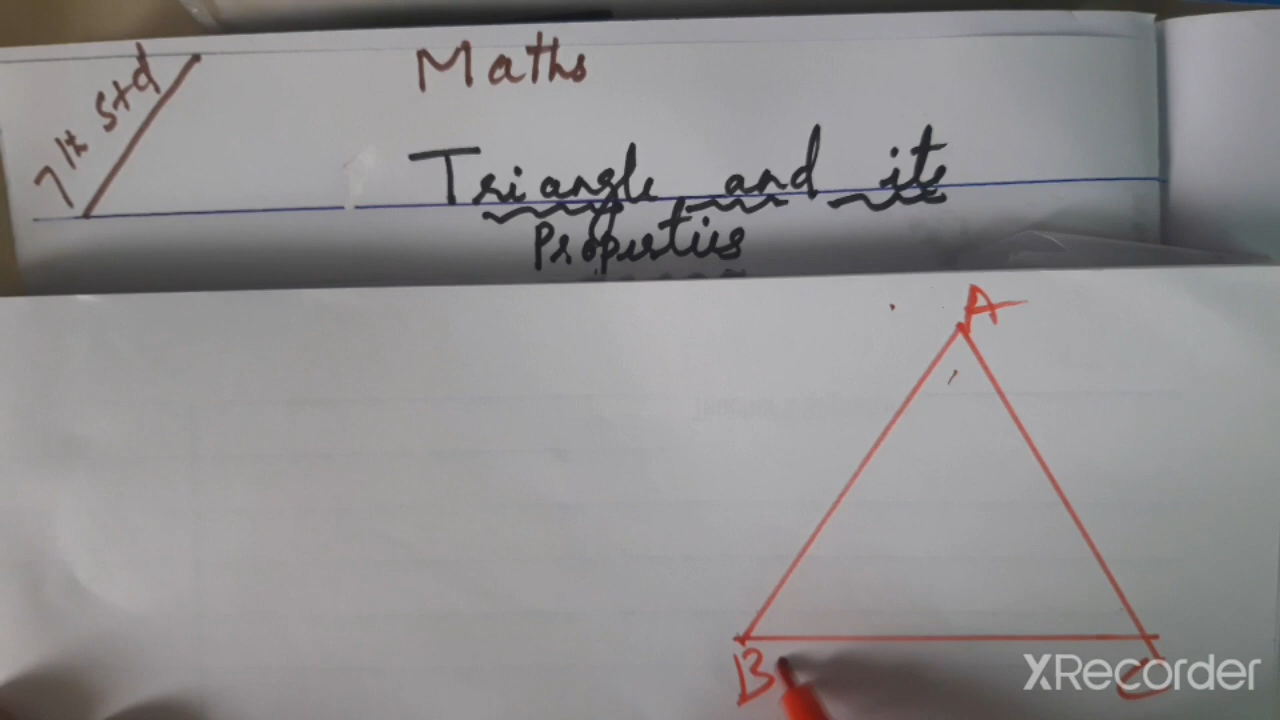 7th std
Maths
Triangle and its
Properties
A
B
C
XRecorder